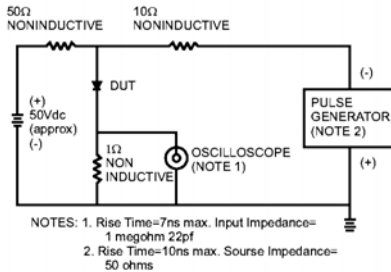 50Ω
NONINDUCTIVE
10Ω
NONINDUCTIVE
(+)
50Vdc
(approx)
(-)
DUT
1Ω
NON
INDUCTIVE
OSCILLOSCOPE
(NOTE 1)
(-)
PULSE
GENERATOR
(NOTE 2)
(+)
NOTES: 1. Rise Time=7ns max. Input Impedance=
1 megohm 22pf
2. Rise Time=10ns max. Sourse Impedance=
50 ohms